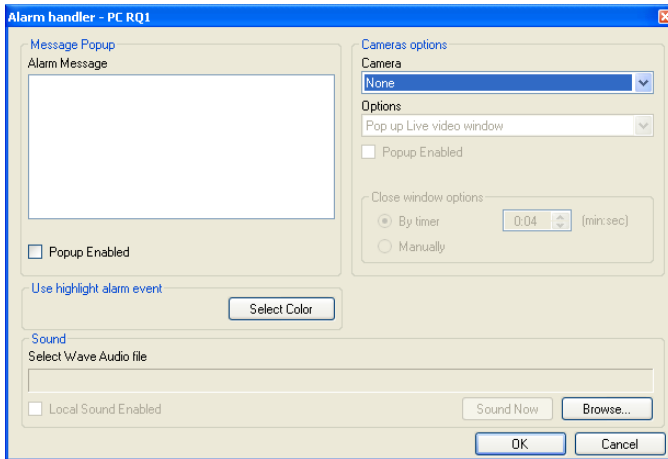 Alarm handler - PC RQ1
Message Popup
Alarm Message
Popup Enabled
Cameras options
Camera
None
Options
Pop up Live video window
Popup Enabled
Close window options
By timer
0:04
(min:sec)
Manually
Use highlight alarm event
Select Color
Sound
Select Wave Audio file
Local Sound Enabled
Sound Now
Browse...
OK
Cancel